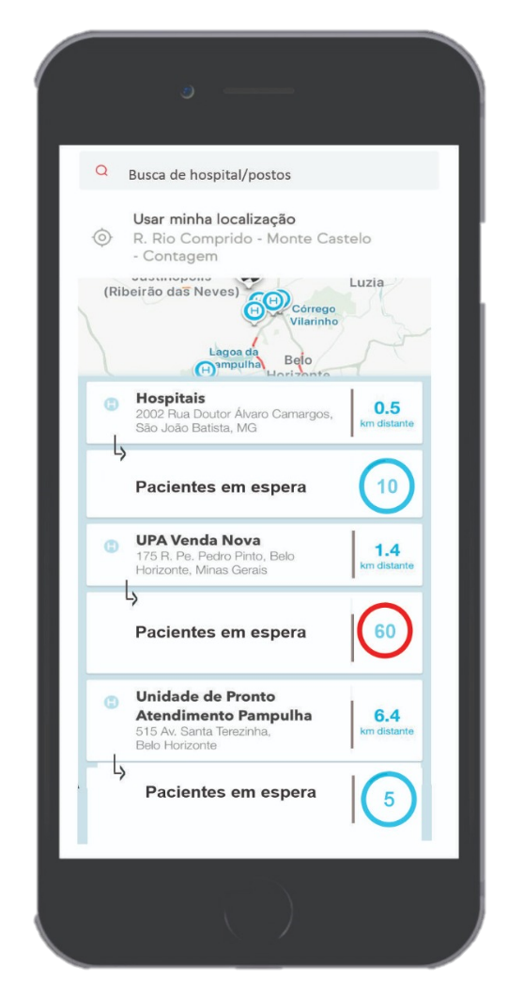 Busca de hospital/postos
Usar minha localização
R. Rio Comprido - Monte Castelo
- Contagem
Justinópolis
(Ribeirão das Neves)
Luzia
H
H
Córrego
Vilarinho
Lagoa da
Pampulha
H
Belo
Horizonte
H
Hospitais
2002 Rua Doutor Álvaro Camargos,
São João Batista, MG
0.5
km distante
Pacientes em espera
10
H
UPA Venda Nova
175 R. Pe. Pedro Pinto, Belo
Horizonte, Minas Gerais
1.4
km distante
Pacientes em espera
60
H
Unidade de Pronto
Atendimento Pampulha
515 Av. Santa Terezinha,
Belo Horizonte
6.4
km distante
Pacientes em espera
5